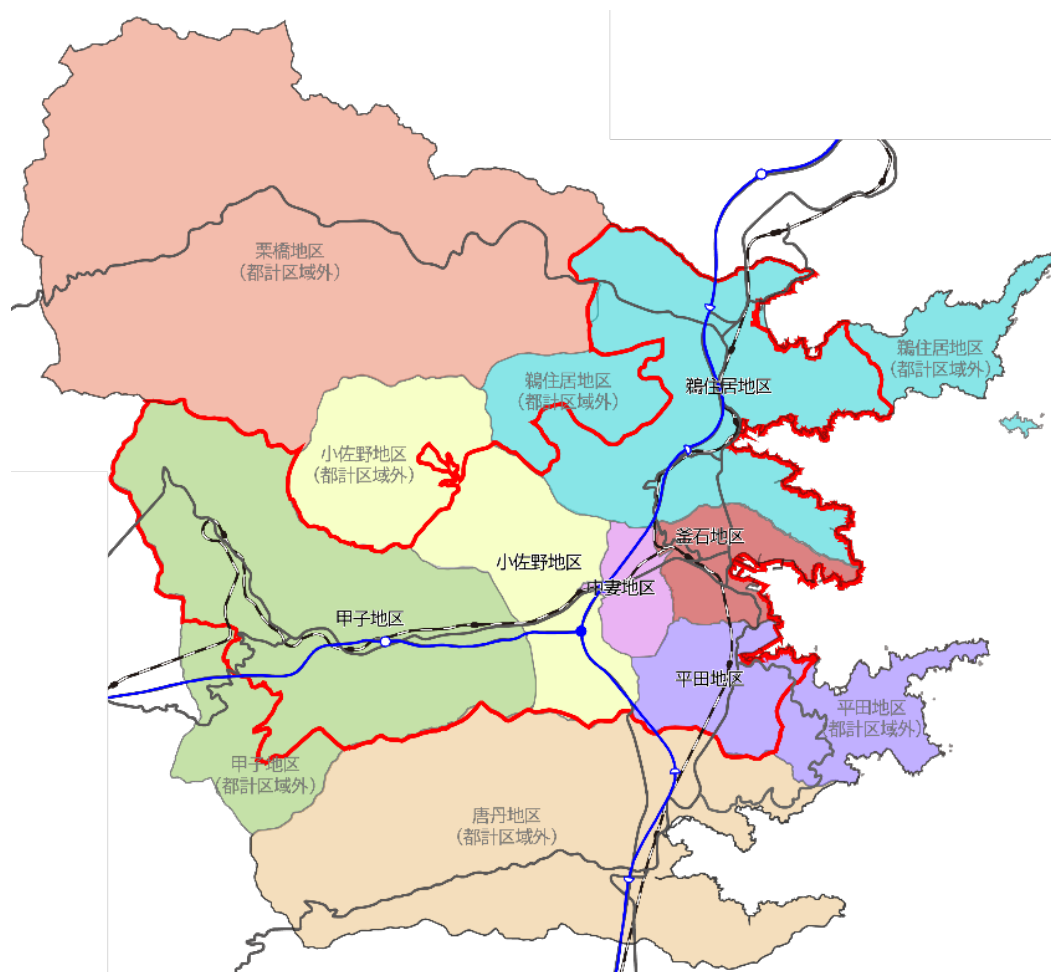 栗橋地区
(都計区域外)
鵜住居地区
(都計区域外)
鵜住居地区
(都計区域外)
鵜住居地区
小佐野地区
(都計区域外)
釜石地区
小佐野地区
中妻地区
甲子地区
平田地区
平田地区
(都計区域外)
甲子地区
(都計区域外)
唐丹地区
(都計区域外)